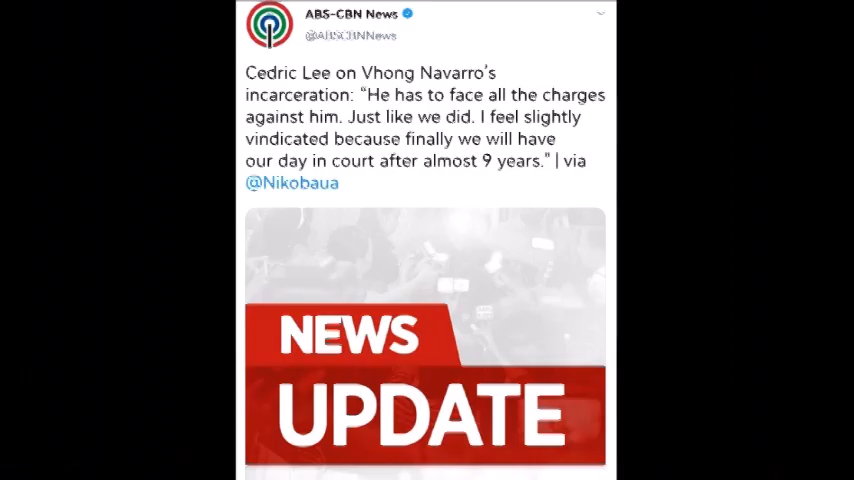 ABS-CBN News
@ABSCBNNews
Cedric Lee on Vhong Navarro's
incarceration: "He has to face all the charges
against him. Just like we did. I feel slightly
vindicated because finally we will have
our day in court after almost 9 years." | via
@Nikobaua
NEWS
UPDATE